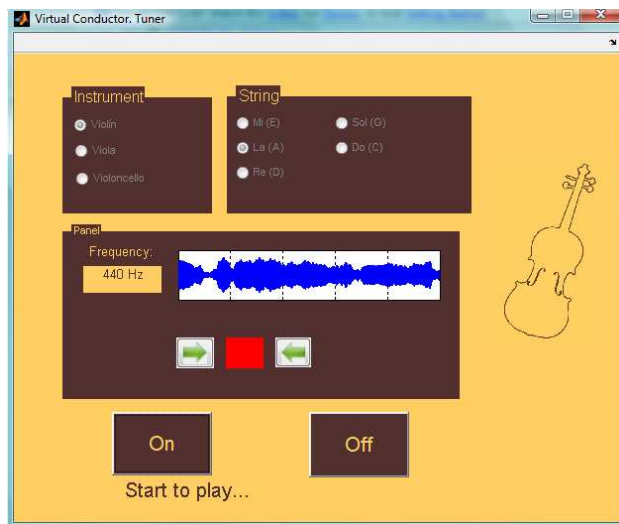 Virtual Conductor. Tuner
Instrument
Violín
Viola
Violoncello
String
Mi (E)
La (A)
Re (D)
Sol (G)
Do (C)
Panel
Frequency:
440 Hz
On
Off
Start to play...